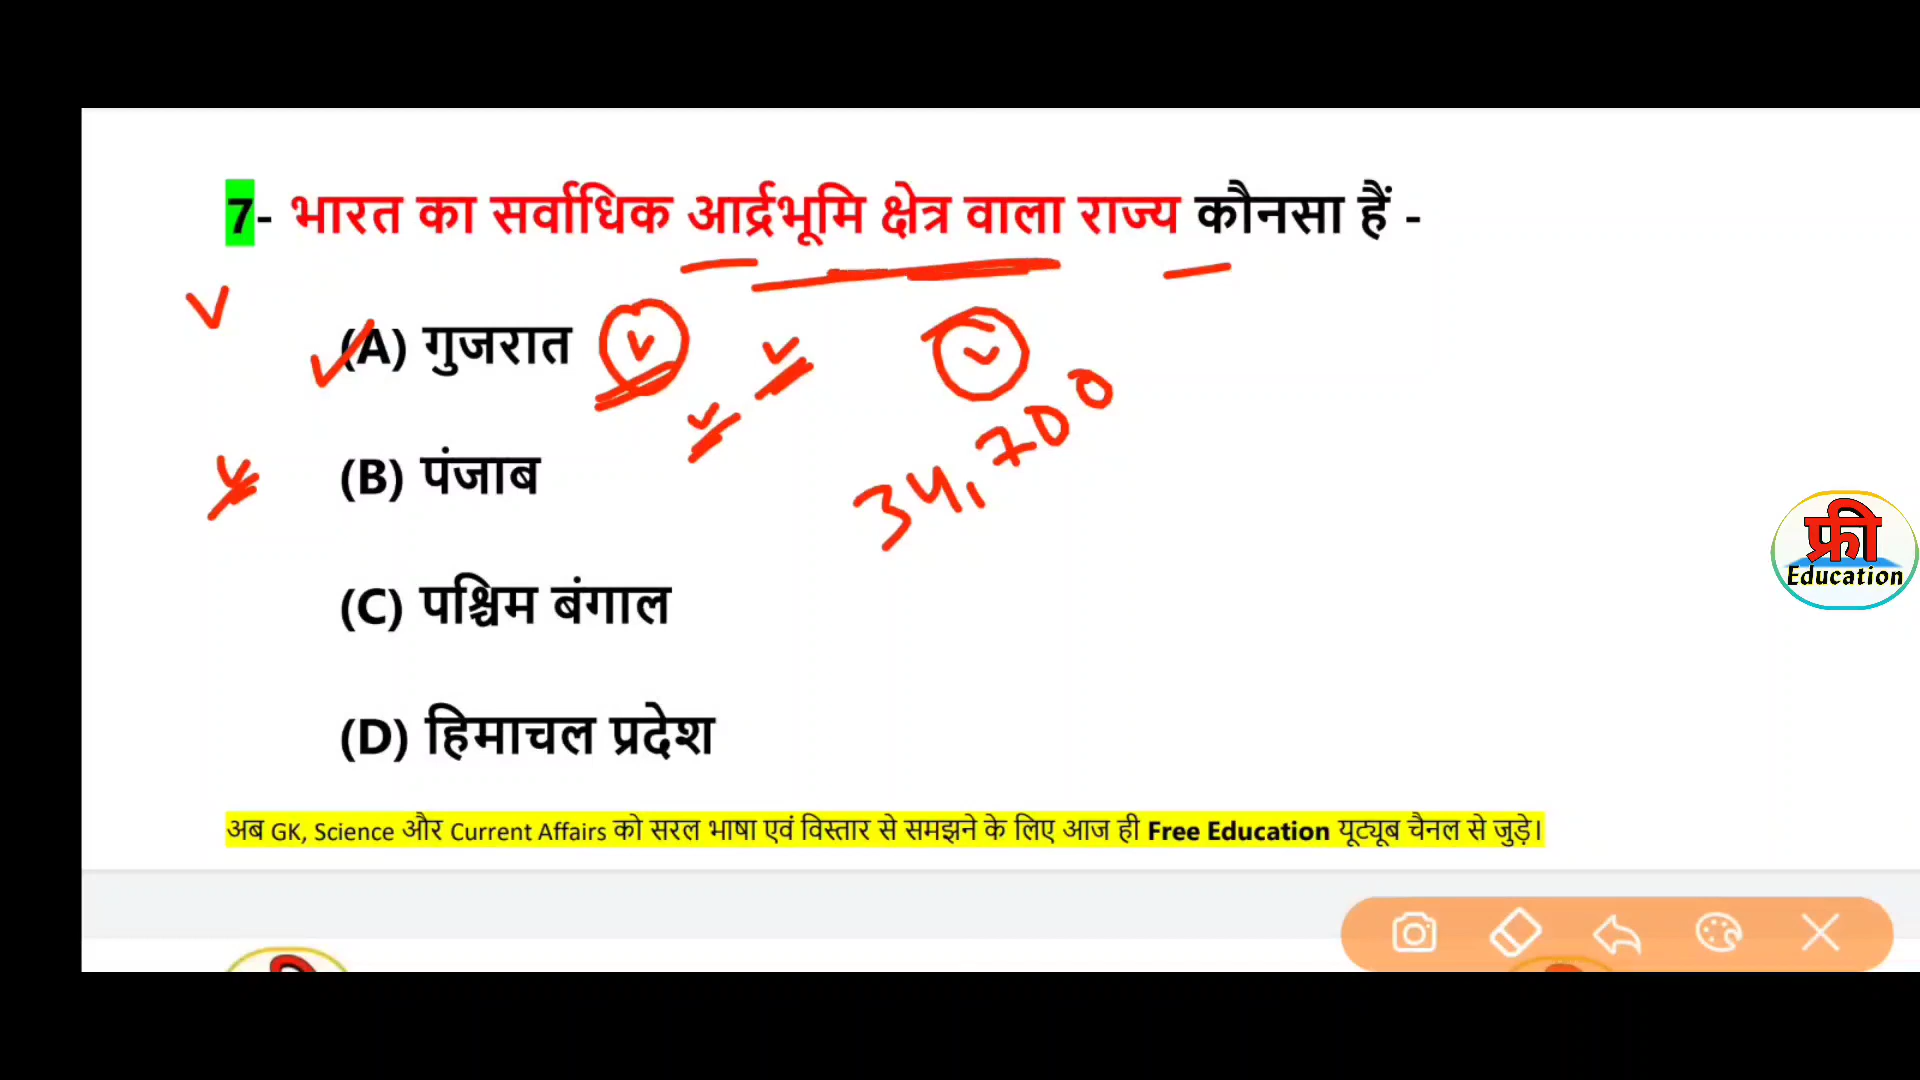 7- भारत का सर्वाधिक आर्द्रभूमि क्षेत्र वाला राज्य कौनसा हैं -
(A) गुजरात
34,700
(B) पंजाब
फ्री
Education
(C) पश्चिम बंगाल
(D) हिमाचल प्रदेश
अब GK, Science और Current Affairs को सरल भाषा एवं विस्तार से समझने के लिए आज ही Free Education यूट्यूब चैनल से जुड़े।